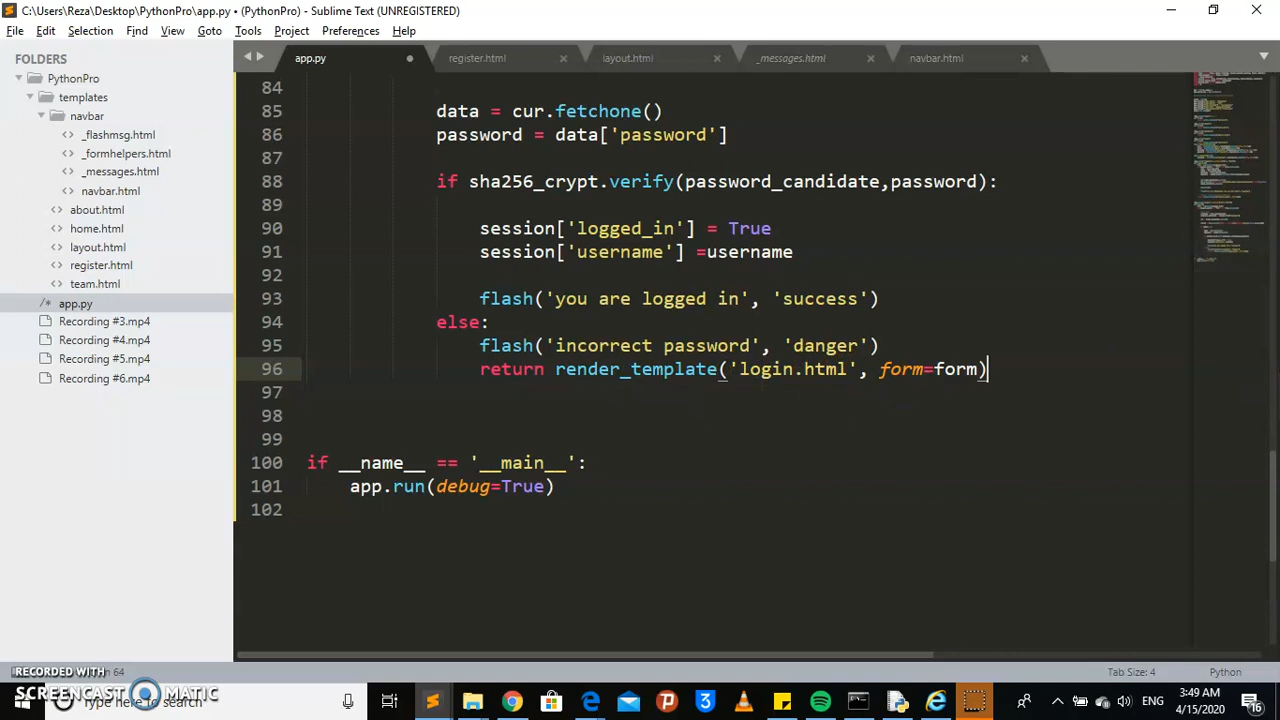 C:\Users\Reza\Desktop\PythonPro\app.py • (PythonPro) - Sublime Text (UNREGISTERED)
File Edit Selection Find View Goto Tools Project Preferences Help
FOLDERS
PythonPro
templates
navbar
_flashmsg.html
_formhelpers.html
_messages.html
navbar.html
about.html
home.html
layout.html
register.html
team.html
app.py
Recording #3.mp4
Recording #4.mp4
Recording #5.mp4
Recording #6.mp4
app.py register.html layout.html _messages.html navbar.html
84
85 data = cur.fetchone()
86 password = data['password']
87
88 if sha256_crypt.verify(password_candidate,password):
89
90 session['logged_in'] = True
91 session['username'] =username
92
93 flash('you are logged in', 'success')
94 else:
95 flash('incorrect password', 'danger')
96 return render_template('login.html', form=form)
97
98
99
100 if __name__ == '__main__':
101 app.run(debug=True)
102
64 Tab Size: 4 Python
RECORDED WITH
SCREENCAST MATIC
Type here to search
ENG 3:49 AM
4/15/2020
16